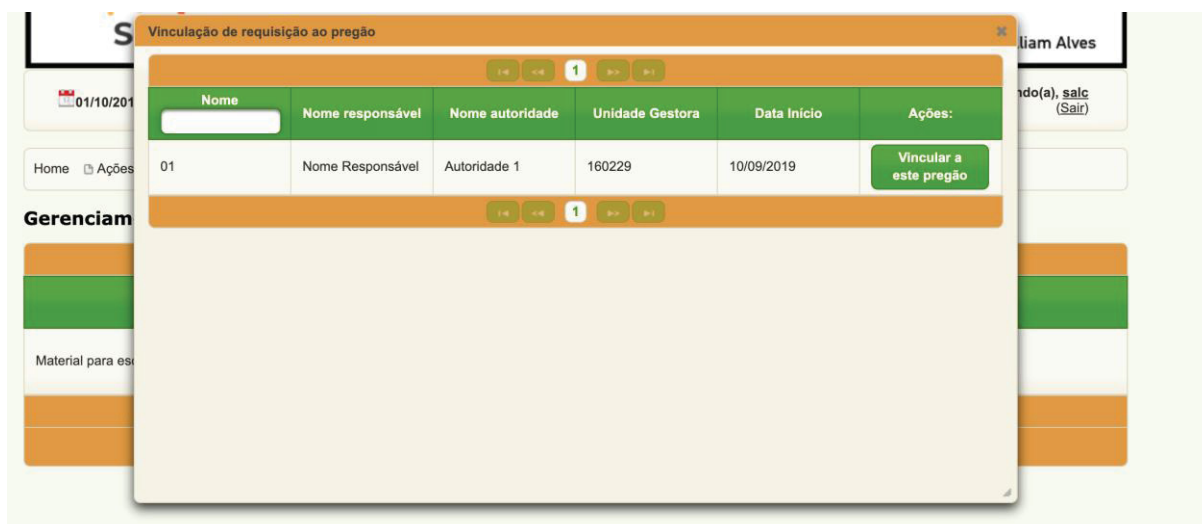 S
Vinculação de requisição ao pregão
liam Alves
1
01/10/201
Nome
Nome responsável
Nome autoridade
Unidade Gestora
Data Início
Ações:
ndo(a), salc
(Sair)
Home Ações
01
Nome Responsável
Autoridade 1
160229
10/09/2019
Vincular a
este pregão
1
Gerenciam
Material para es